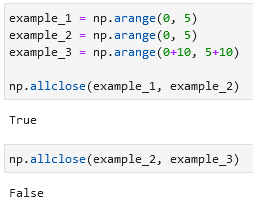 example_1 = np.arange(0, 5)
example_2 = np.arange(0, 5)
example_3 = np.arange(0+10, 5+10)
np.allclose(example_1, example_2)
True
np.allclose(example_2, example_3)
False